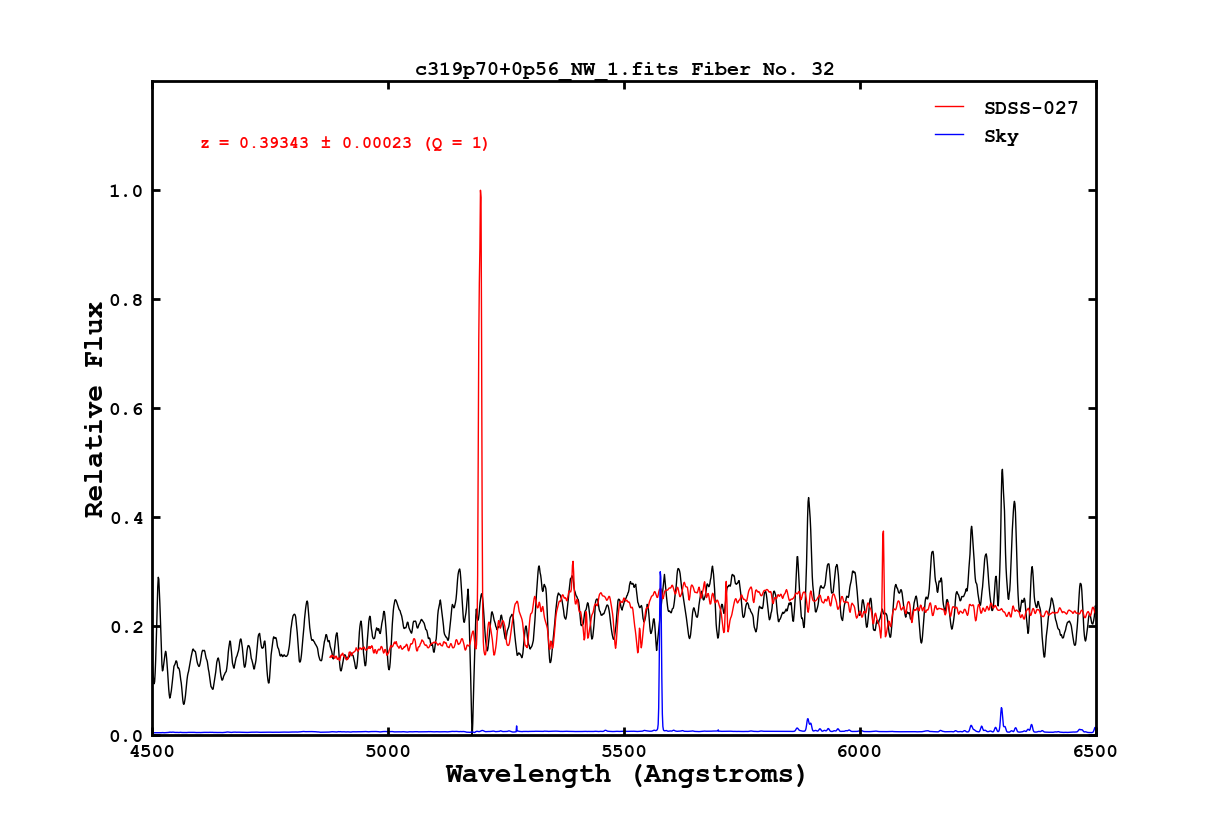 c319p70+0p56_NW_1.fits Fiber No. 32
SDSS-027
Sky
z = 0.39343 ± 0.00023 (Q = 1)
1.0
0.8
0.6
0.4
0.2
0.0
Relative Flux
4500 5000 5500 6000 6500
Wavelength (Angstroms)